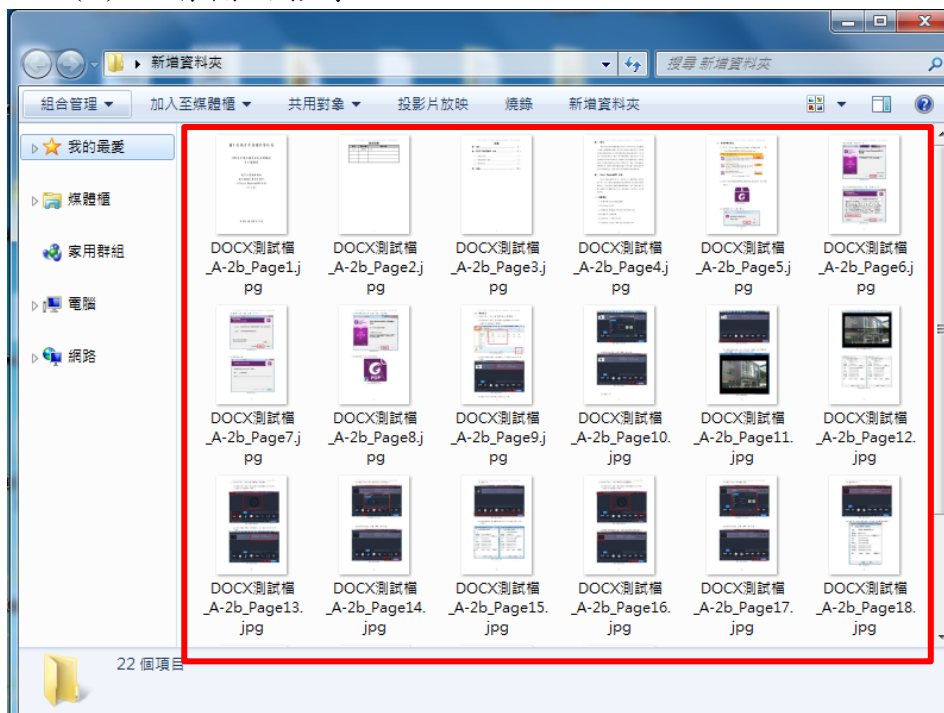 新增資料夾
搜尋 新增資料夾
組合管理 加入至媒體櫃 共用對象 投影片放映 燒錄 新增資料夾
我的最愛
媒體櫃
家用群組
電腦
網路
DOCX測試檔 DOCX測試檔 DOCX測試檔 DOCX測試檔 DOCX測試檔 DOCX測試檔
_A-2b_Page1.j _A-2b_Page2.j _A-2b_Page3.j _A-2b_Page4.j _A-2b_Page5.j _A-2b_Page6.j
pg pg pg pg pg pg
DOCX測試檔 DOCX測試檔 DOCX測試檔 DOCX測試檔 DOCX測試檔 DOCX測試檔
_A-2b_Page7.j _A-2b_Page8.j _A-2b_Page9.j _A-2b_Page10. _A-2b_Page11. _A-2b_Page12.
pg pg pg jpg jpg jpg
DOCX測試檔 DOCX測試檔 DOCX測試檔 DOCX測試檔 DOCX測試檔 DOCX測試檔
_A-2b_Page13. _A-2b_Page14. _A-2b_Page15. _A-2b_Page16. _A-2b_Page17. _A-2b_Page18.
jpg jpg jpg jpg jpg jpg
22 個項目